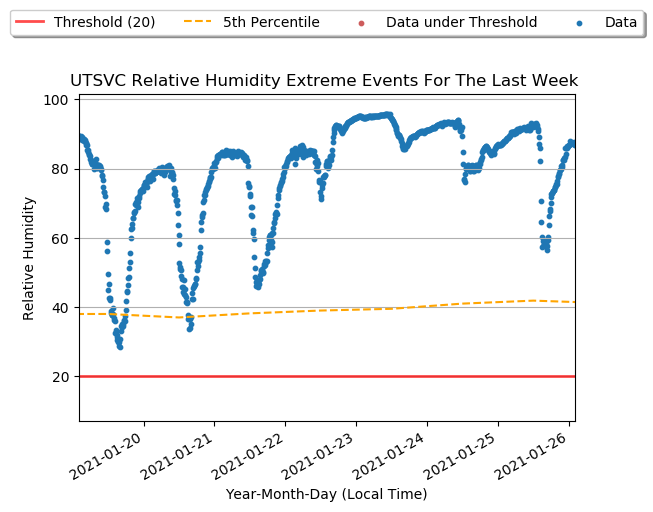 Threshold (20) 5th Percentile Data under Threshold Data
UTSVC Relative Humidity Extreme Events For The Last Week
100
80
60
40
20
Relative Humidity
2021-01-20 2021-01-21 2021-01-22 2021-01-23 2021-01-24 2021-01-25 2021-01-26
Year-Month-Day (Local Time)